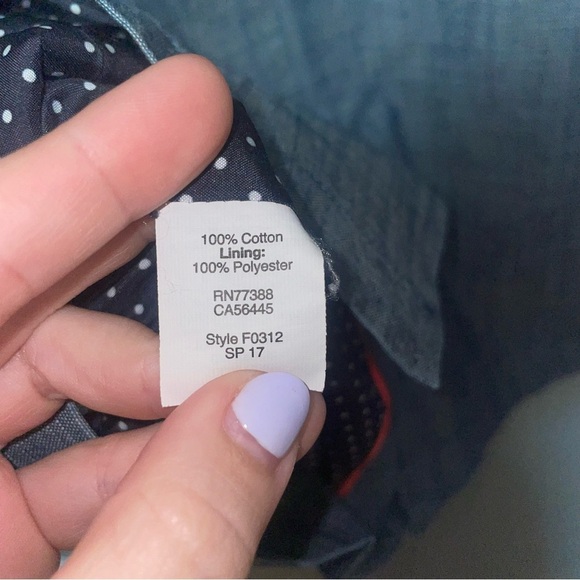 100% Cotton
Lining:
100% Polyester
RN77388
CA56445
Style F0312
SP 17